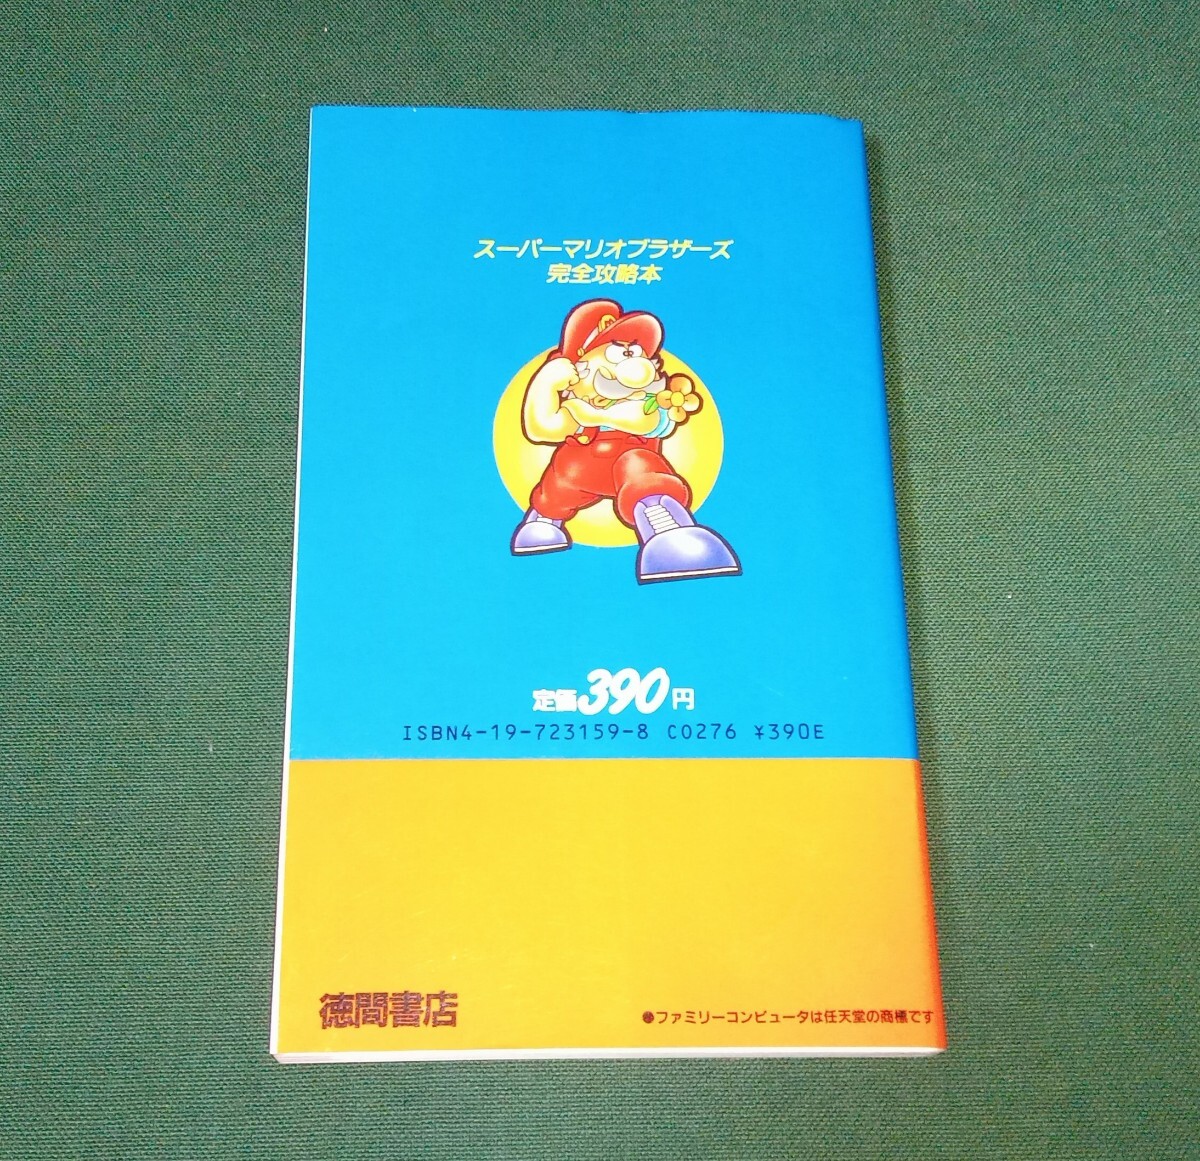 スーパーマリオブラザーズ
完全攻略本
M
定価390円
ISBN4-19-723159-8 C0276 ¥390E
徳間書店
●ファミリーコンピュータは任天堂の商標です